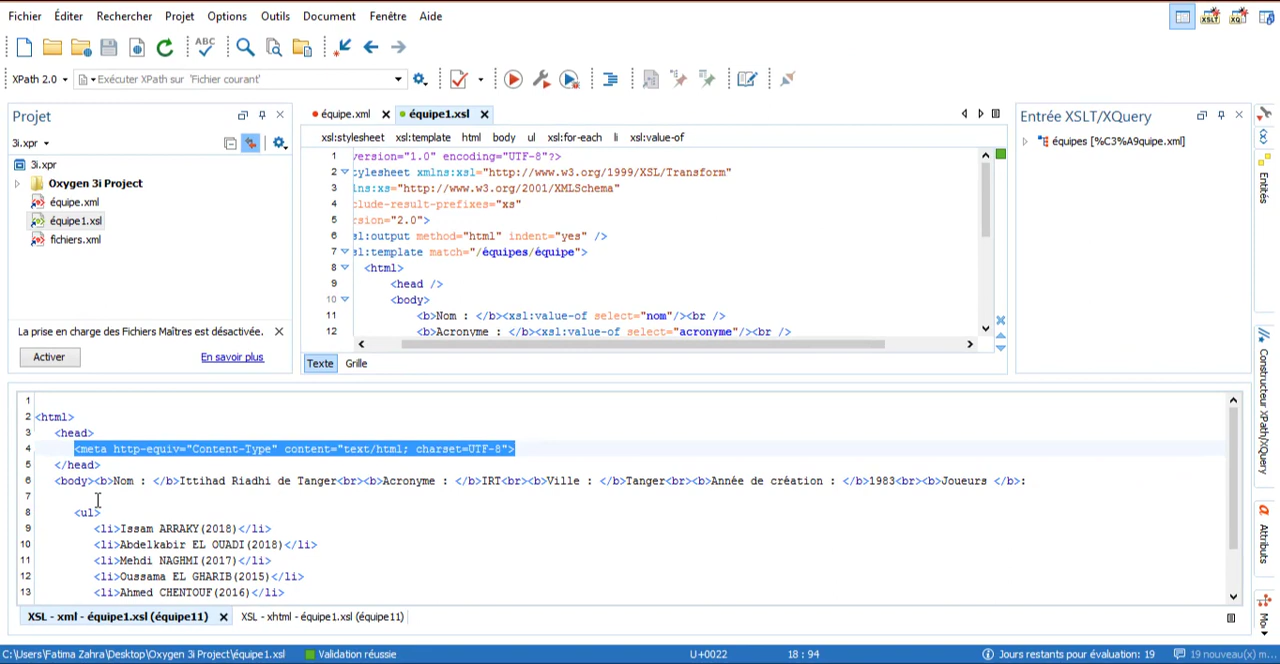 Fichier Éditer Rechercher Projet Options Outils Document Fenêtre Aide
XSLT XQ
ABC
XPath 2.0 Exécuter XPath sur 'Fichier courant'
Projet
3i.xpr
3i.xpr
Oxygen 3i Project
équipe.xml
équipe1.xsl
fichiers.xml
La prise en charge des Fichiers Maîtres est désactivée.
Activer En savoir plus
équipe.xml équipe1.xsl
xsl:stylesheet xsl:template html body ul xsl:for-each li xsl:value-of
1 version="1.0" encoding="UTF-8"?>
2 tylesheet xmlns:xsl="http://www.w3.org/1999/XSL/Transform"
3 lns:xs="http://www.w3.org/2001/XMLSchema"
4 clude-result-prefixes="xs"
5 rsion="2.0">
6 sl:output method="html" indent="yes" />
7 sl:template match="/équipes/équipe">
8 <html>
9 <head />
10 <body>
11 <b>Nom : </b><xsl:value-of select="nom"/><br />
12 <b>Acronyme : </b><xsl:value-of select="acronyme"/><br />
Texte Grille
Entrée XSLT/XQuery
équipes [%C3%A9quipe.xml]
Entités
Constructeur XPath/XQuery
Attributs
Mo
1
2 <html>
3 <head>
4 <meta http-equiv="Content-Type" content="text/html; charset=UTF-8">
5 </head>
6 <body><b>Nom : </b>Ittihad Riadhi de Tanger<br><b>Acronyme : </b>IRT<br><b>Ville : </b>Tanger<br><b>Année de création : </b>1983<br><b>Joueurs </b>:
7
8 <ul>
9 <li>Issam ARRAKY(2018)</li>
10 <li>Abdelkabir EL OUADI(2018)</li>
11 <li>Mehdi NAGHMI(2017)</li>
12 <li>Oussama EL GHARIB(2015)</li>
13 <li>Ahmed CHENTOUF(2016)</li>
XSL - xml - équipe1.xsl (équipe11) XSL - xhtml - équipe1.xsl (équipe11)
C:\Users\Fatima Zahra\Desktop\Oxygen 3i Project\équipe1.xsl Validation réussie U+0022 18 : 94 Jours restants pour évaluation: 19 19 nouveau(x) m...